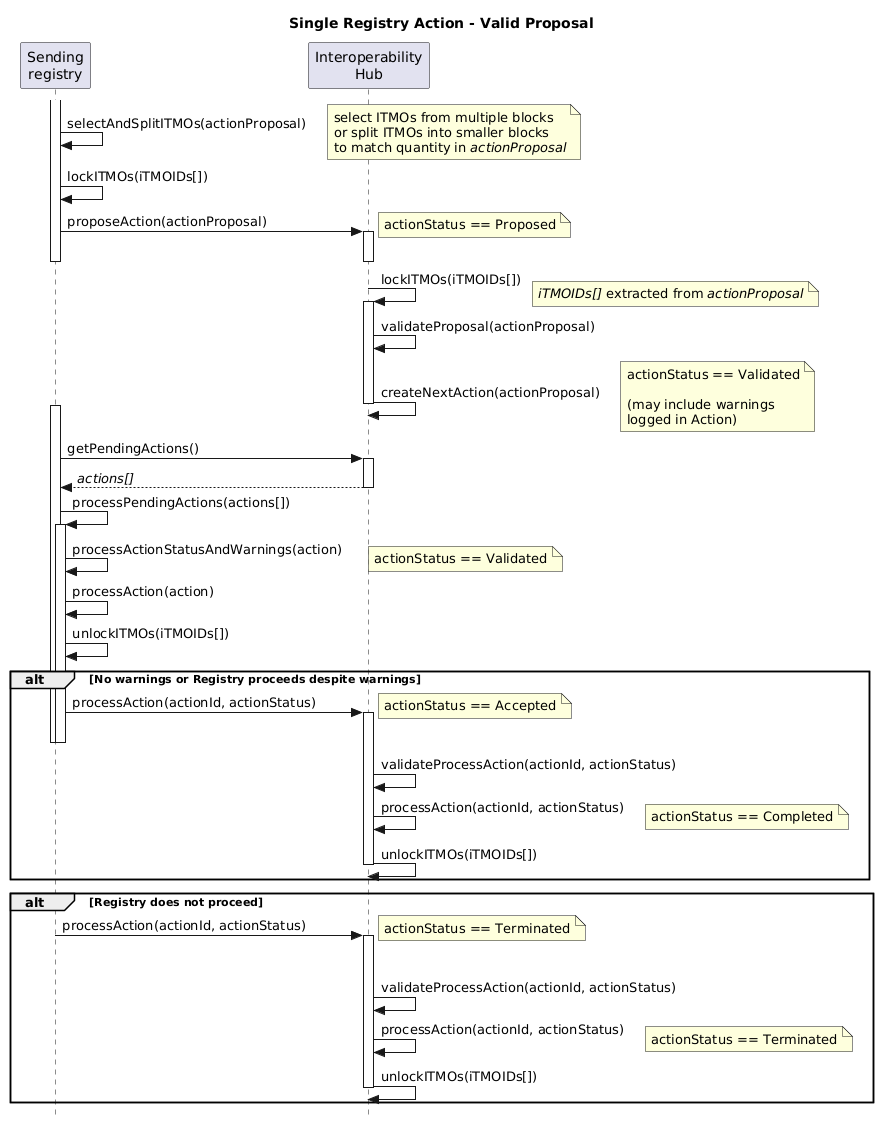 Single Registry Action - Valid Proposal
Sending
registry
Interoperability
Hub
selectAndSplitITMOs(actionProposal)
select ITMOs from multiple blocks
or split ITMOs into smaller blocks
to match quantity in actionProposal
lockITMOs(iTMOIDs[])
proposeAction(actionProposal)
actionStatus == Proposed
lockITMOs(iTMOIDs[])
iTMOIDs[] extracted from actionProposal
validateProposal(actionProposal)
actionStatus == Validated
(may include warnings
logged in Action)
createNextAction(actionProposal)
getPendingActions()
actions[]
processPendingActions(actions[])
processActionStatusAndWarnings(action)
actionStatus == Validated
processAction(action)
unlockITMOs(iTMOIDs[])
alt [No warnings or Registry proceeds despite warnings]
processAction(actionId, actionStatus)
actionStatus == Accepted
validateProcessAction(actionId, actionStatus)
processAction(actionId, actionStatus)
actionStatus == Completed
unlockITMOs(iTMOIDs[])
alt [Registry does not proceed]
processAction(actionId, actionStatus)
actionStatus == Terminated
validateProcessAction(actionId, actionStatus)
processAction(actionId, actionStatus)
actionStatus == Terminated
unlockITMOs(iTMOIDs[])